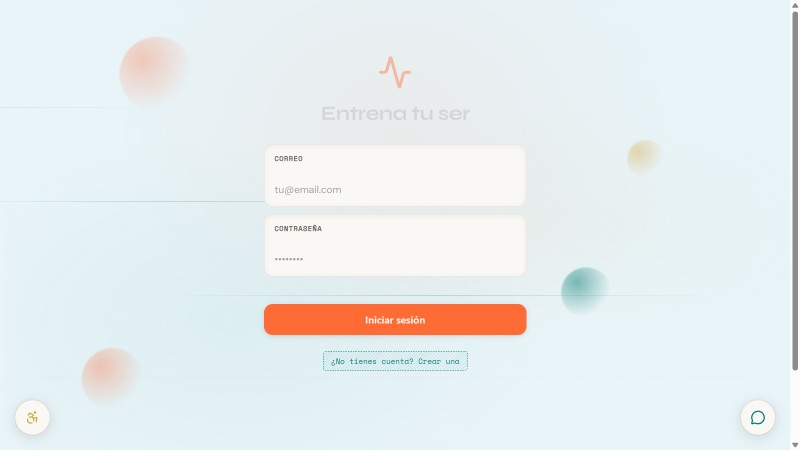 Entrena tu ser
CORREO
tu@email.com
CONTRASEÑA
••••••••
Iniciar sesión
¿No tienes cuenta? Crear una